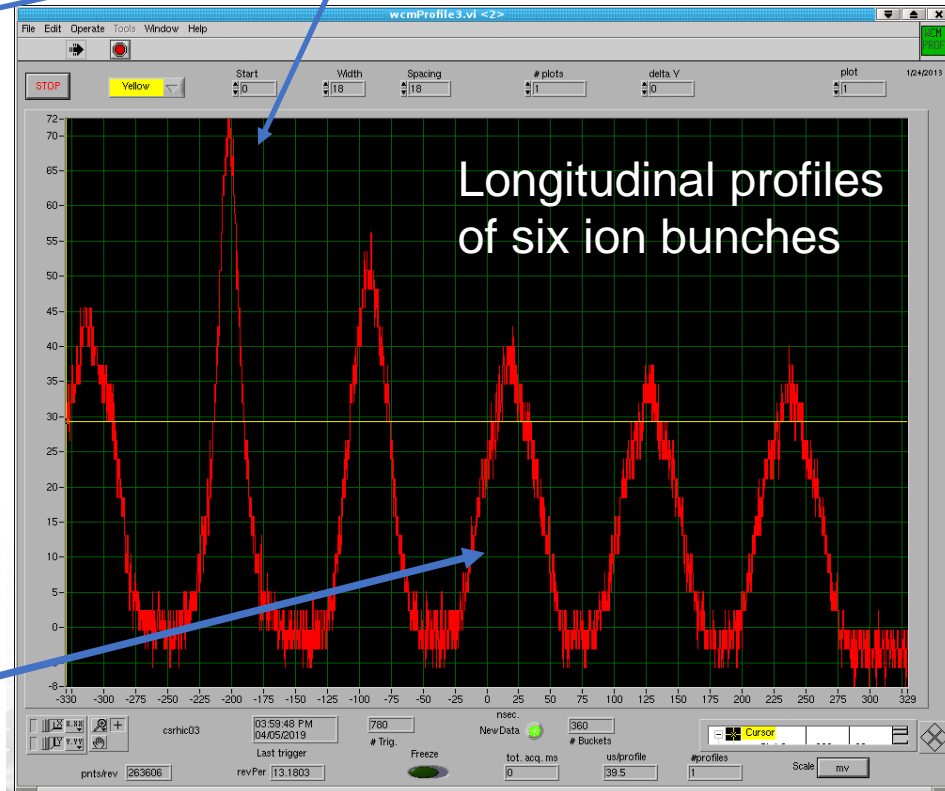 wcmProfile3.vi <2>
File Edit Operate Tools Window Help
WCM
PROF
STOP
Yellow
Start
0
Width
18
Spacing
18
# plots
1
delta Y
0
plot
1
Longitudinal profiles
of six ion bunches
72-
70-
65-
60-
55-
50-
45-
40-
35-
30-
25-
20-
15-
10-
5-
0-
-8-
-330 -300 -275 -250 -225 -200 -175 -150 -125 -100 -75 -50 -25 0 25 50 75 100 125 150 175 200 225 250 275 300 329
nsec.
csrhic03
03:59:48 PM
04/05/2019
Last trigger
780
# Trig.
NewData
360
# Buckets
Cursor
pnts/rev 263606
revPer 13.1803
Freeze
tot. acq. ms
0
us/profile
39.5
#profiles
1
Scale mv